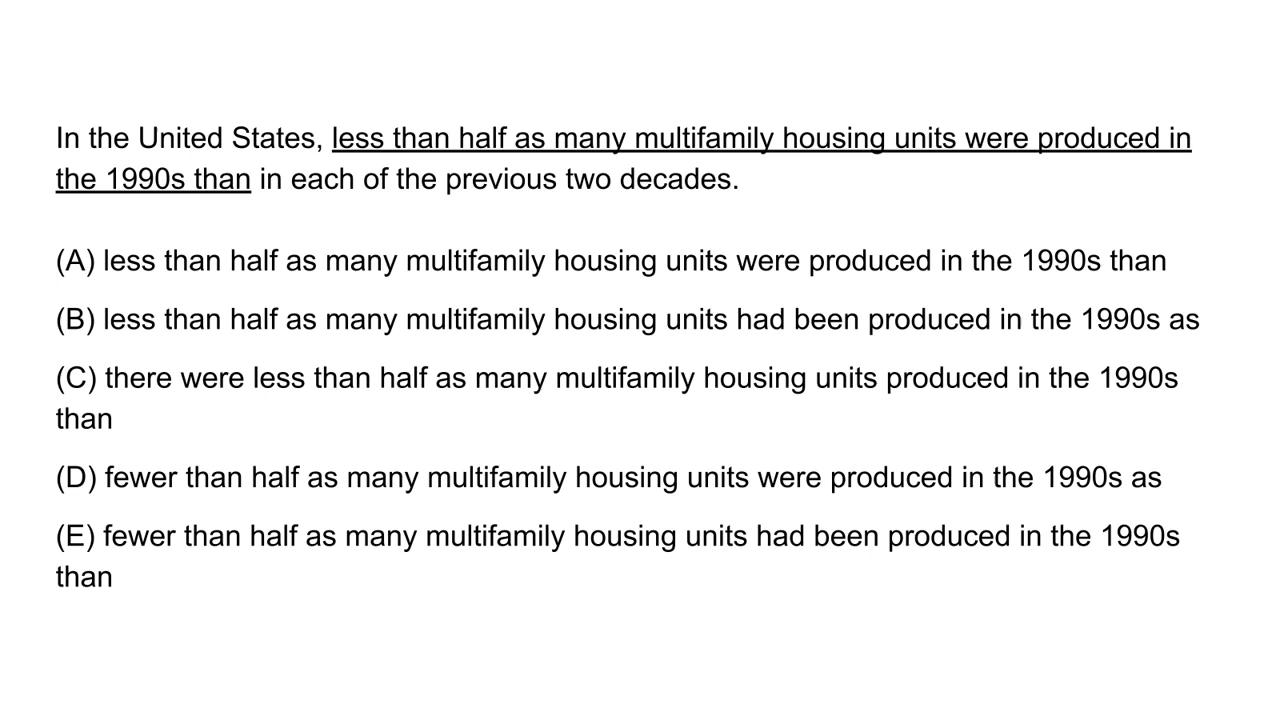 In the United States, less than half as many multifamily housing units were produced in
the 1990s than in each of the previous two decades.
(A) less than half as many multifamily housing units were produced in the 1990s than
(B) less than half as many multifamily housing units had been produced in the 1990s as
(C) there were less than half as many multifamily housing units produced in the 1990s
than
(D) fewer than half as many multifamily housing units were produced in the 1990s as
(E) fewer than half as many multifamily housing units had been produced in the 1990s
than